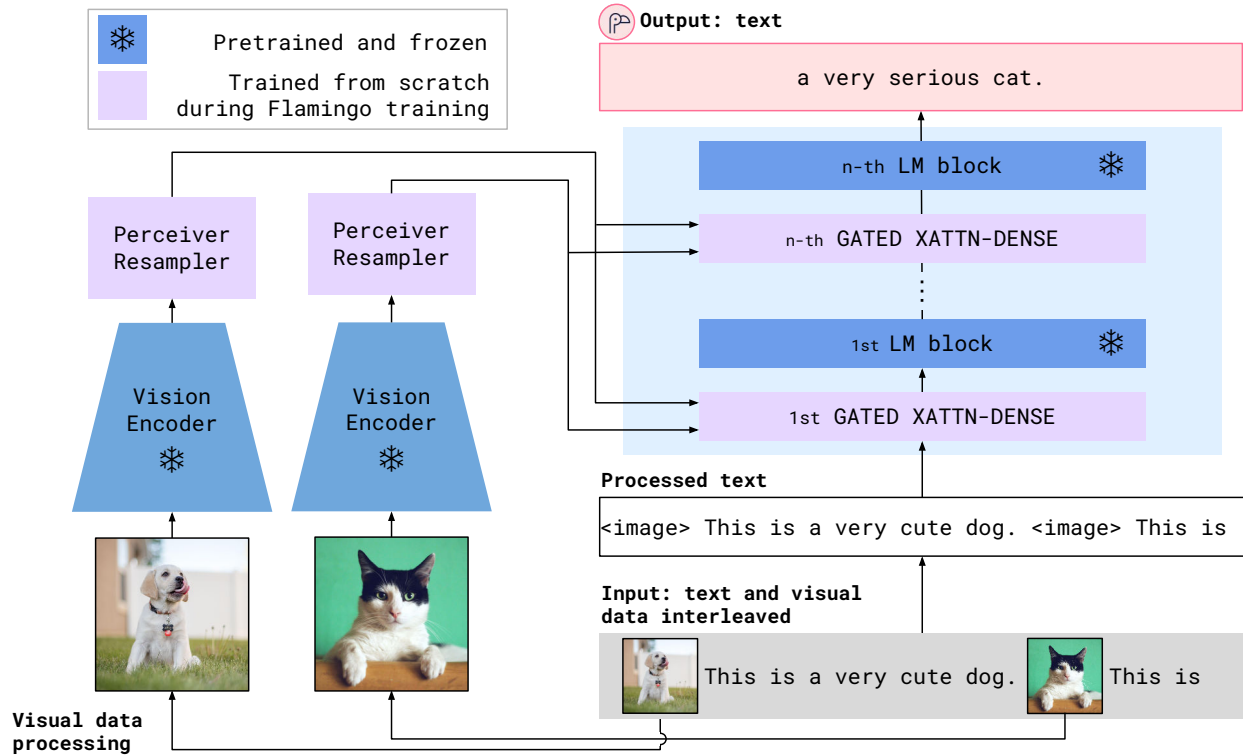 Pretrained and frozen
Trained from scratch
during Flamingo training
Output: text
a very serious cat.
n-th LM block
n-th GATED XATTN-DENSE
1st LM block
1st GATED XATTN-DENSE
Perceiver
Resampler
Perceiver
Resampler
Vision
Encoder
Vision
Encoder
Processed text
<image> This is a very cute dog. <image> This is
Input: text and visual
data interleaved
This is a very cute dog.
This is
Visual data
processing